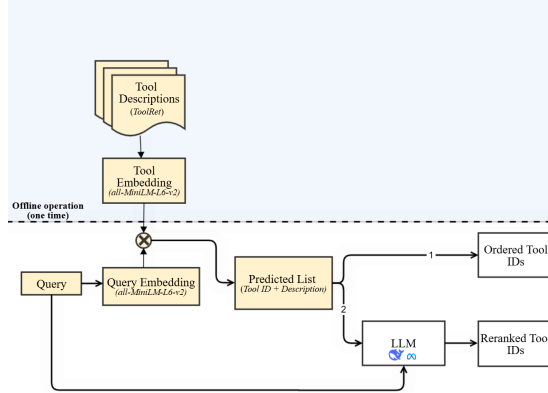 Tool
Descriptions
(ToolRet)
Tool
Embedding
(all-MiniLM-L6-v2)
Offline operation
(one time)
Query
Query Embedding
(all-MiniLM-L6-v2)
Predicted List
(Tool ID + Description)
1
2
Ordered Tool
IDs
LLM
Reranked Too
IDs